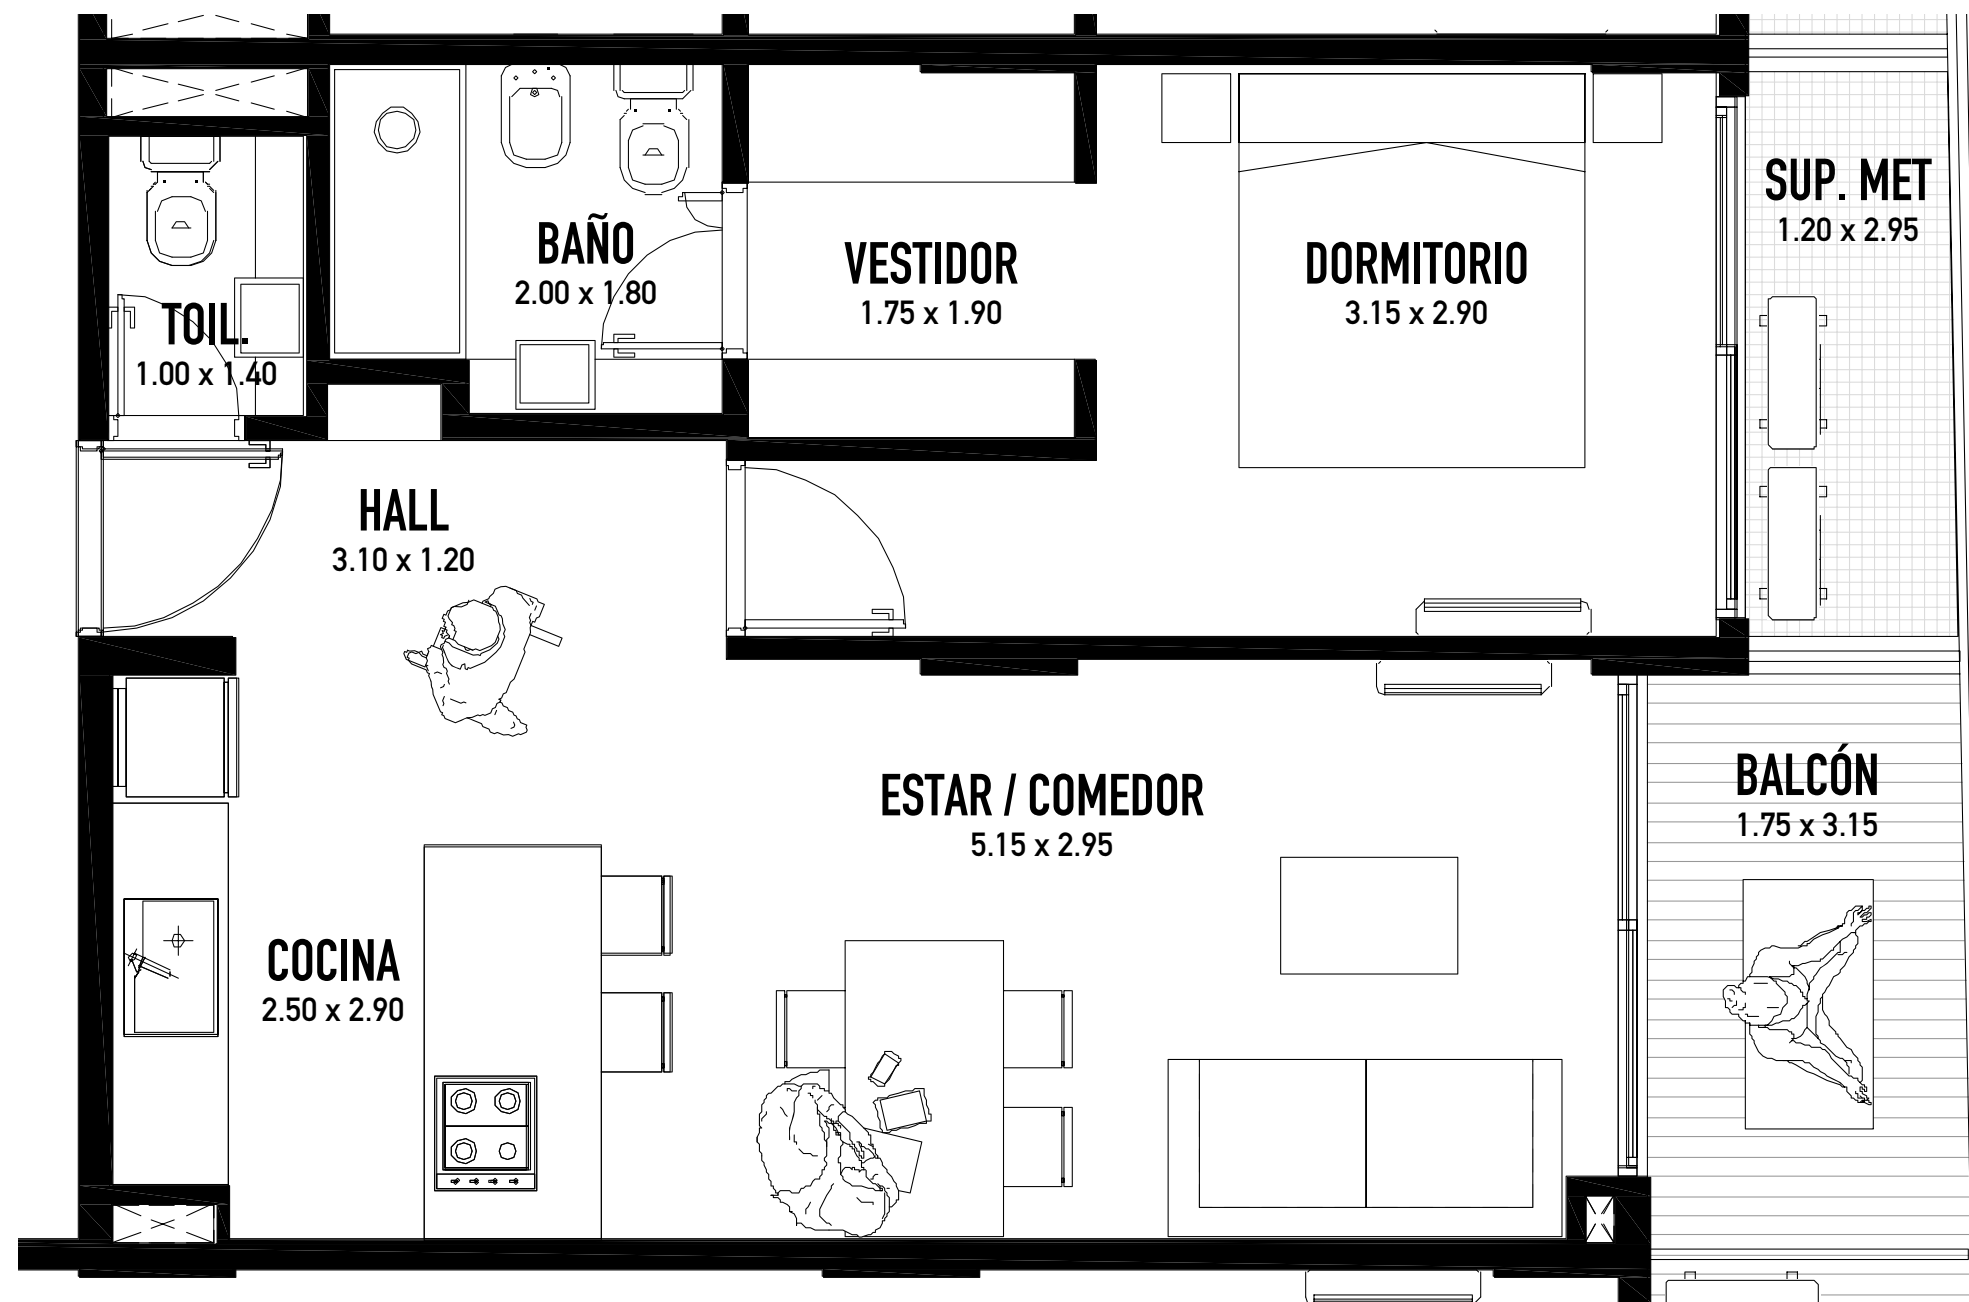 SUP. MET
1.20 x 2.95
BAÑO
2.00 x 1.80
VESTIDOR
1.75 x 1.90
DORMITORIO
3.15 x 2.90
TOIL.
1.00 x 1.40
HALL
3.10 x 1.20
ESTAR / COMEDOR
5.15 x 2.95
BALCÓN
1.75 x 3.15
COCINA
2.50 x 2.90